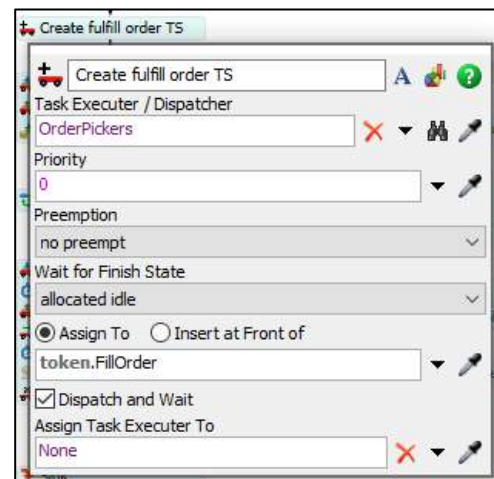 Create fulfill order TS
Create fulfill order TS
Task Executer / Dispatcher
OrderPickers
Priority
0
Preemption
no preempt
Wait for Finish State
allocated idle
Assign To Insert at Front of
token.FillOrder
Dispatch and Wait
Assign Task Executer To
None